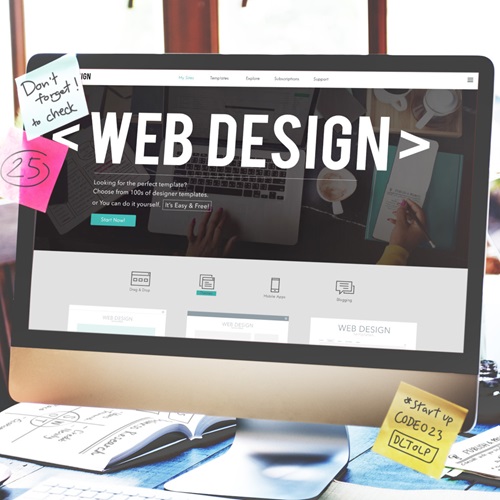 Don't
forget!
to check
25
IGN
My Sites Templates Explore Subscriptions Support
< WEB DESIGN >
Looking for the perfect template?
Choose from 100s of designer templates.
or You can do it yourself. It's Easy & Free!
Start Now!
Drag & Drop
Mobile Apps
Blogging
WEB DESIGN
WEB DESIGN
*Start up
CODE023
DLTOLP
Research